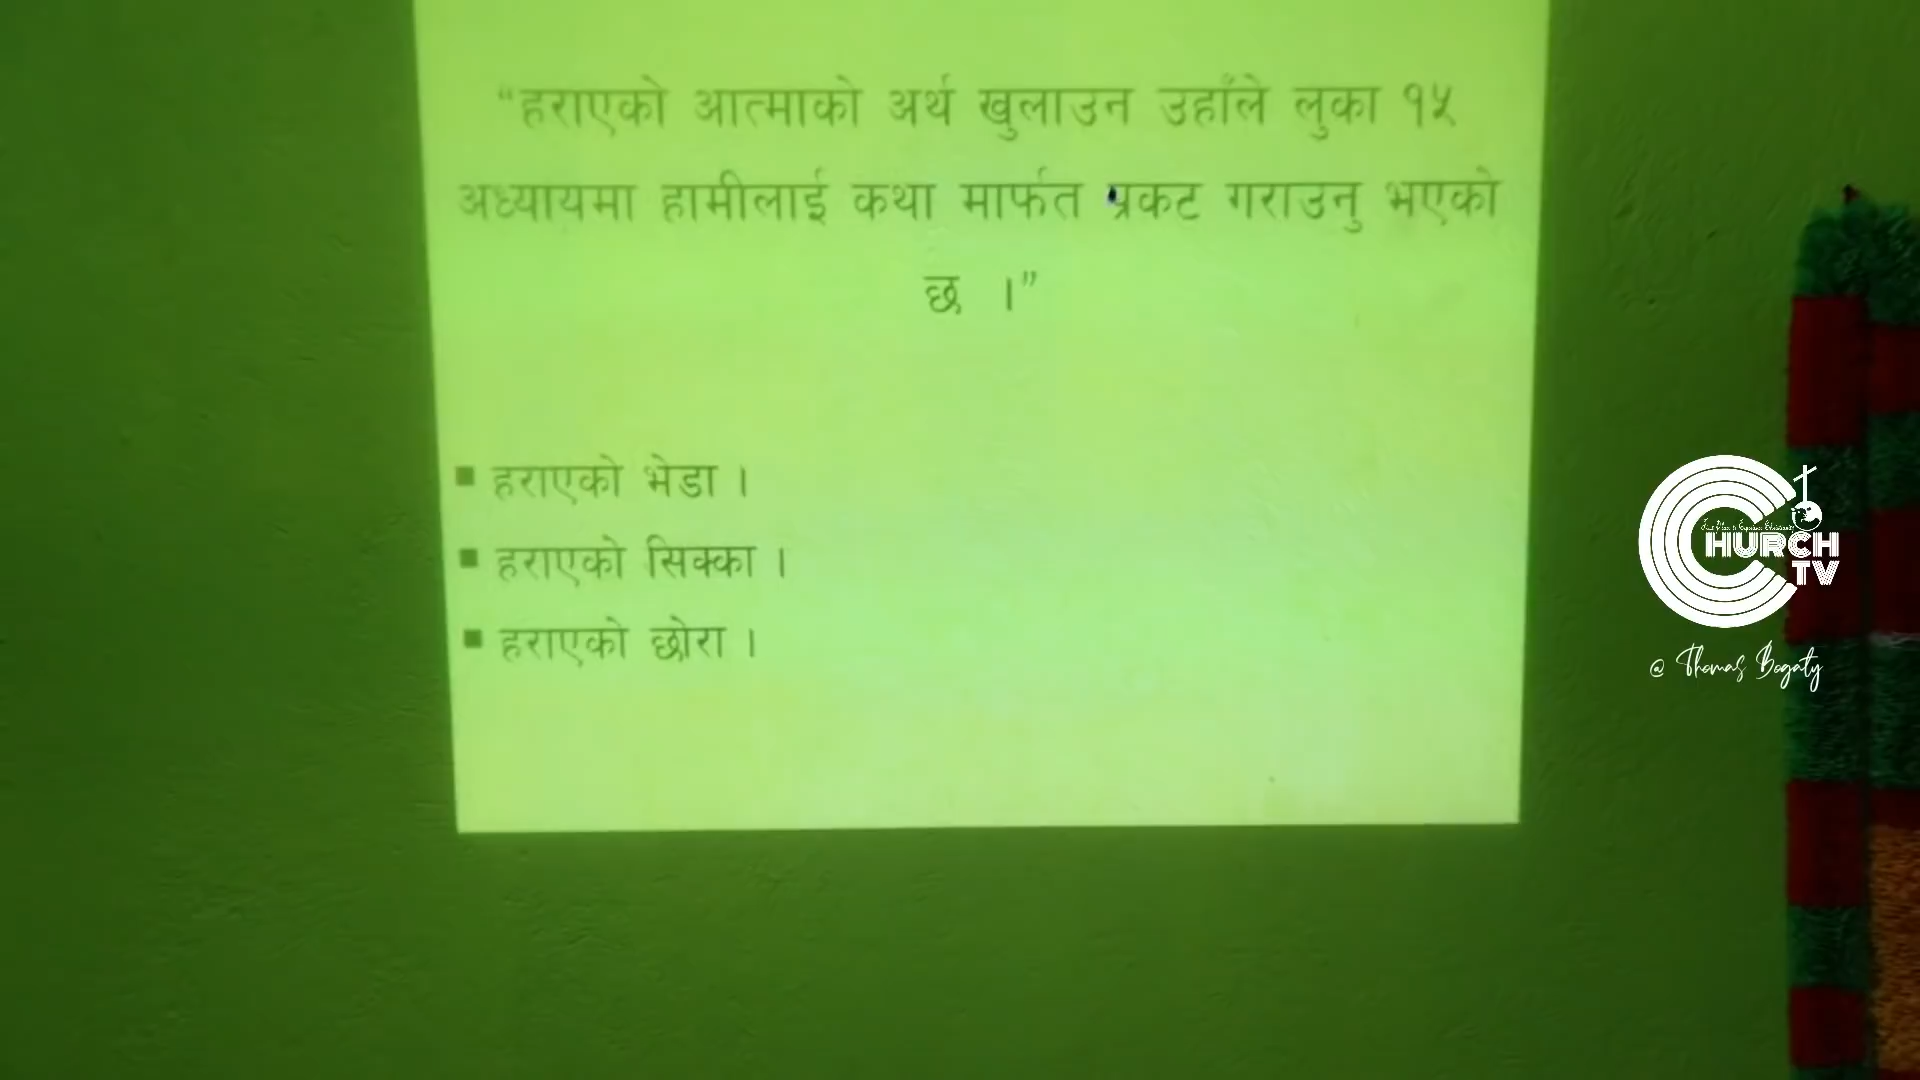 “हराएको आत्माको अर्थ खुलाउन उहाँले लुका १५
अध्यायमा हामीलाई कथा मार्फत प्रकट गराउनु भएको
छ ।”
▪ हराएको भेडा ।
▪ हराएको सिक्का ।
▪ हराएको छोरा ।
CHURCH
TV
@ Thomas Bogaty